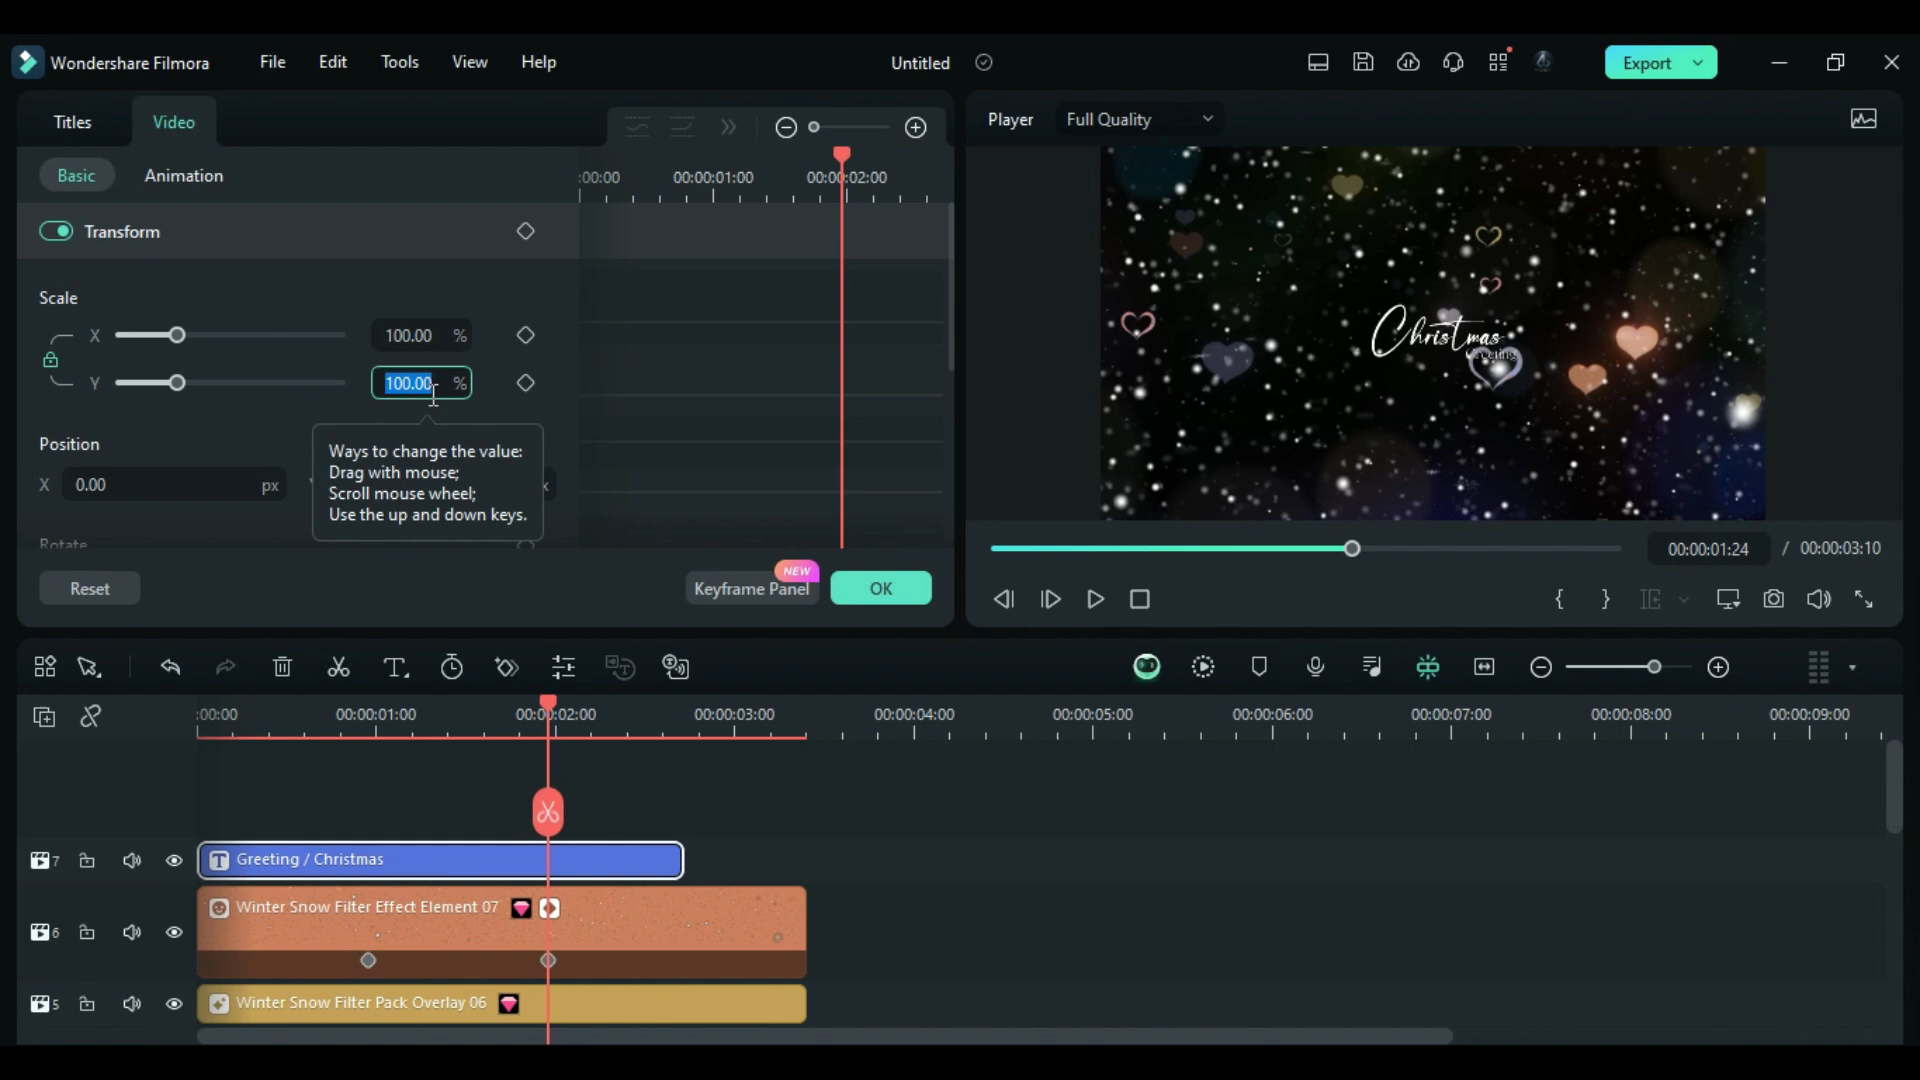 Wondershare Filmora
File
Edit
Tools
View
Help
Untitled
Export
Titles
Video
Player
Full Quality
Basic
Animation
:00:00
00:00:01:00
00:00:02:00
Transform
Scale
X
100.00
%
Y
100.00
%
Position
X
0.00
px
Ways to change the value:
Drag with mouse;
Scroll mouse wheel;
Use the up and down keys.
Rotate
Christmas
Greeting
00:00:01:24
/
00:00:03:10
Reset
NEW
Keyframe Panel
OK
:00:00
00:00:01:00
00:00:02:00
00:00:03:00
00:00:04:00
00:00:05:00
00:00:06:00
00:00:07:00
00:00:08:00
00:00:09:00
7
Greeting / Christmas
6
Winter Snow Filter Effect Element 07
5
Winter Snow Filter Pack Overlay 06